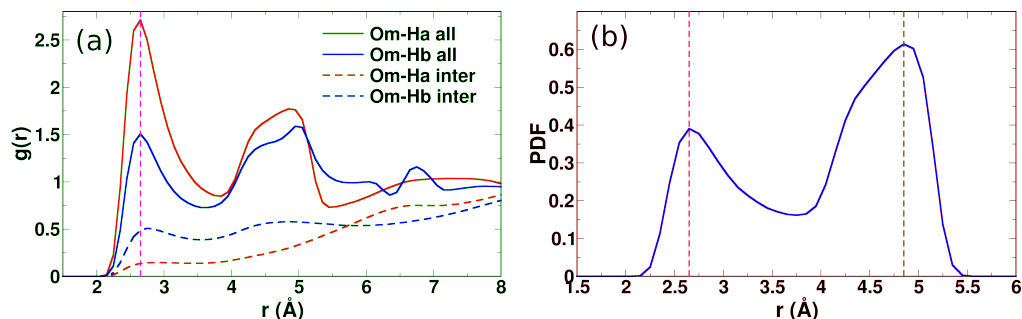 (a)
Om-Ha all
Om-Hb all
Om-Ha inter
Om-Hb inter
g(r)
2.5
2
1.5
1
0.5
0
2 3 4 5 6 7 8
r (Å)
(b)
PDF
0.6
0.5
0.4
0.3
0.2
0.1
0
1.5 2 2.5 3 3.5 4 4.5 5 5.5 6
r (Å)